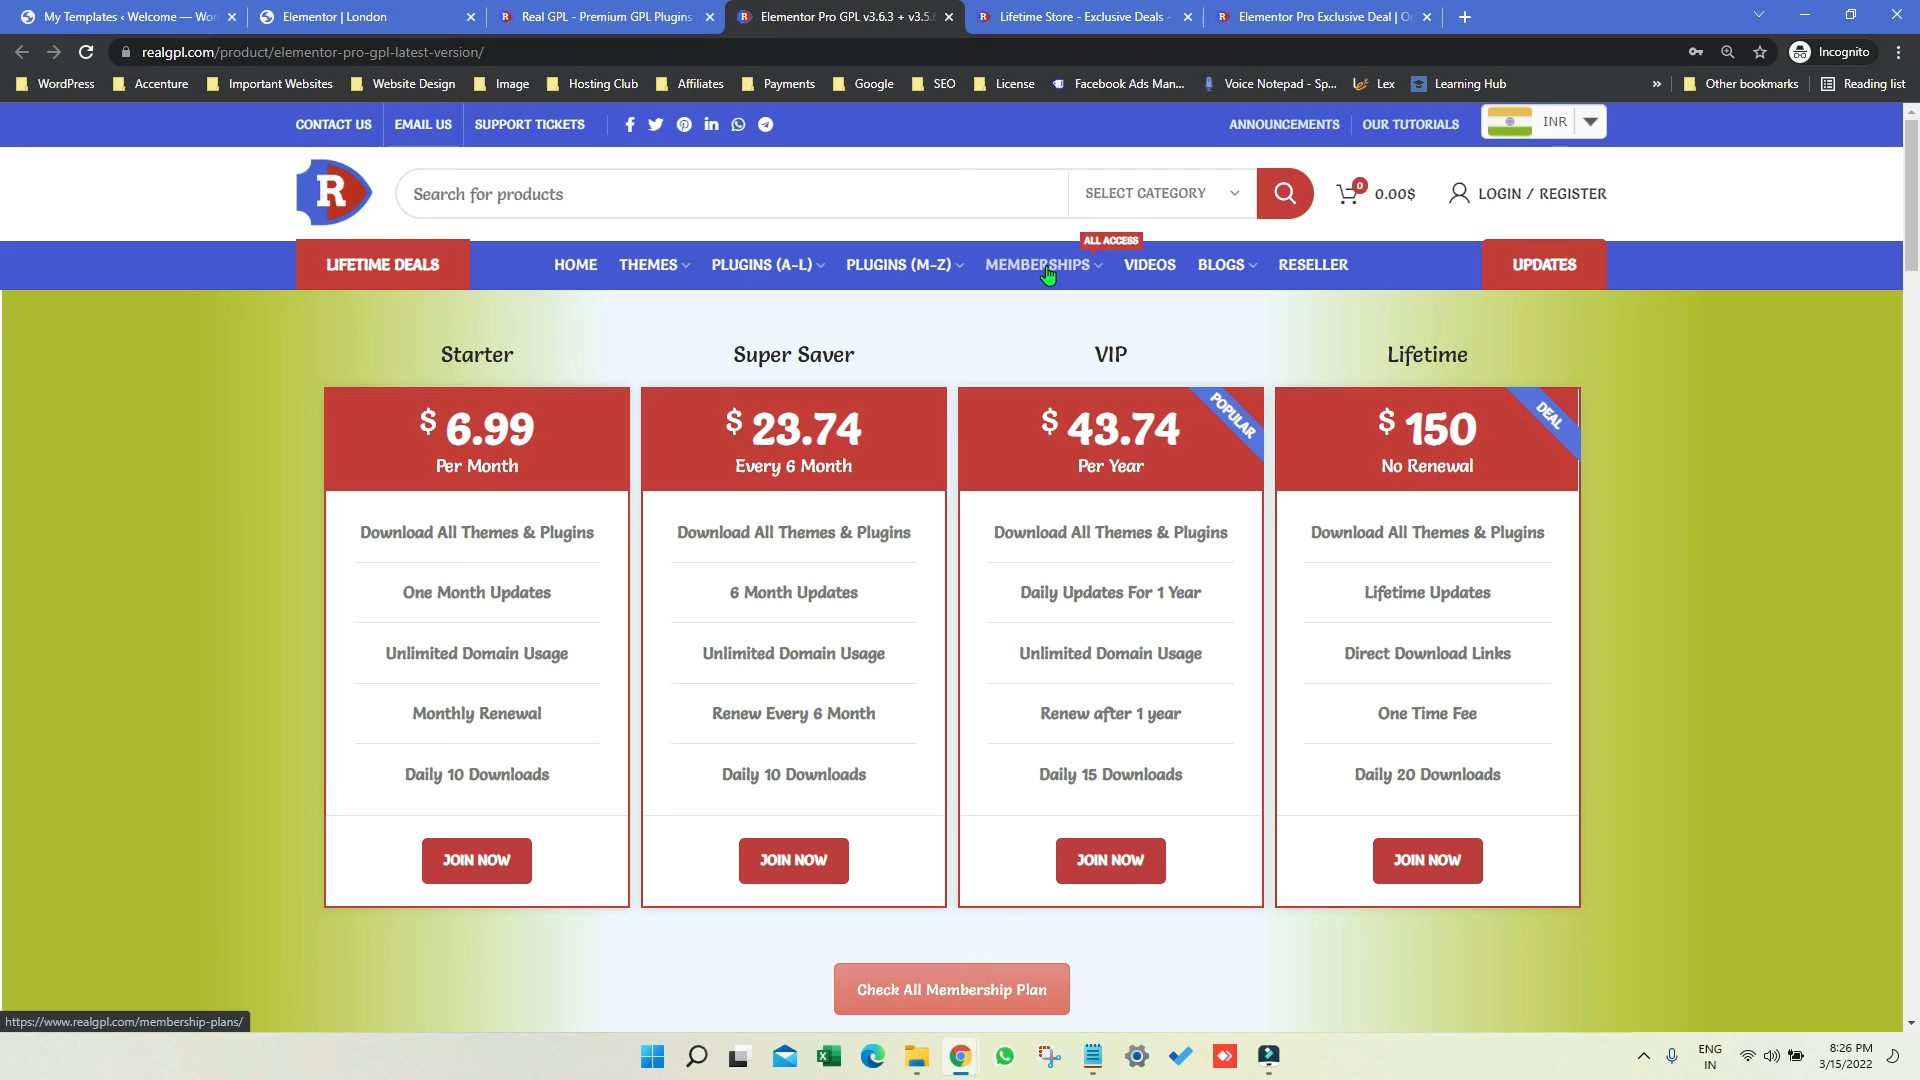 My Templates ‹ Welcome — Wor
Elementor | London
Real GPL - Premium GPL Plugins
Elementor Pro GPL v3.6.3 + v3.5.
Lifetime Store - Exclusive Deals -
Elementor Pro Exclusive Deal | O
realgpl.com/product/elementor-pro-gpl-latest-version/
Incognito
WordPress
Accenture
Important Websites
Website Design
Image
Hosting Club
Affiliates
Payments
Google
SEO
License
Facebook Ads Man...
Voice Notepad - Sp...
Lex
Learning Hub
»
Other bookmarks
Reading list
CONTACT US
EMAIL US
SUPPORT TICKETS
ANNOUNCEMENTS
OUR TUTORIALS
INR
R
Search for products
SELECT CATEGORY
0
0.00$
LOGIN / REGISTER
ALL ACCESS
LIFETIME DEALS
HOME
THEMES
PLUGINS (A-L)
PLUGINS (M-Z)
MEMBERSHIPS
VIDEOS
BLOGS
RESELLER
UPDATES
Starter
Super Saver
VIP
Lifetime
$ 6.99
Per Month
$ 23.74
Every 6 Month
$ 43.74
Per Year
POPULAR
$ 150
No Renewal
DEAL
Download All Themes & Plugins
Download All Themes & Plugins
Download All Themes & Plugins
Download All Themes & Plugins
One Month Updates
6 Month Updates
Daily Updates For 1 Year
Lifetime Updates
Unlimited Domain Usage
Unlimited Domain Usage
Unlimited Domain Usage
Direct Download Links
Monthly Renewal
Renew Every 6 Month
Renew after 1 year
One Time Fee
Daily 10 Downloads
Daily 10 Downloads
Daily 15 Downloads
Daily 20 Downloads
JOIN NOW
JOIN NOW
JOIN NOW
JOIN NOW
Check All Membership Plan
https://www.realgpl.com/membership-plans/
ENG
IN
8:26 PM
3/15/2022